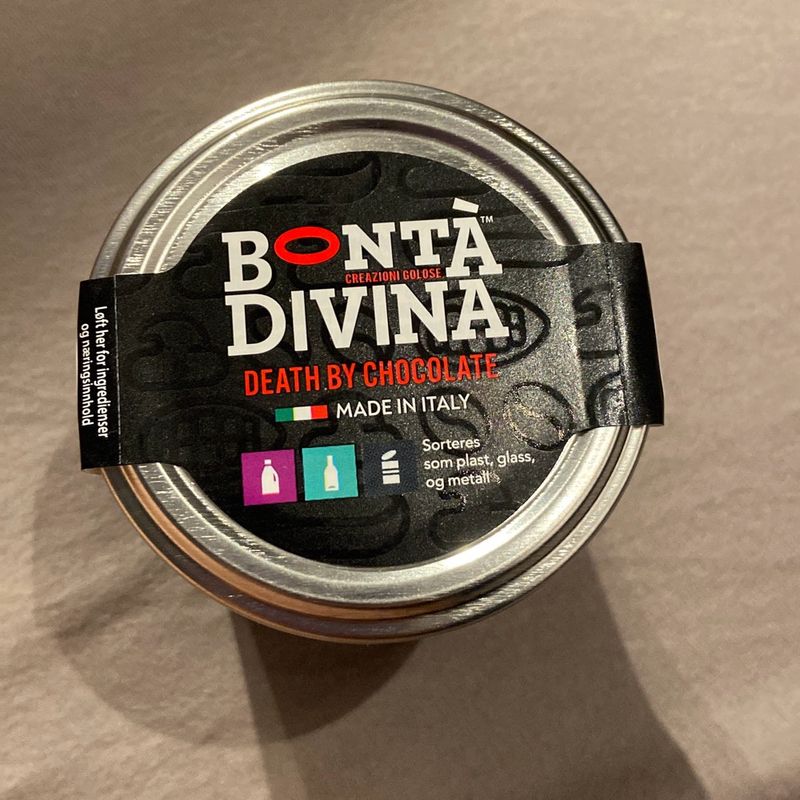 BONTÀ™
CREAZIONI GOLOSE
DIVINA
DEATH BY CHOCOLATE
MADE IN ITALY
Sorteres
som plast, glass,
og metall
Løft her for ingredienser
og næringsinnhold